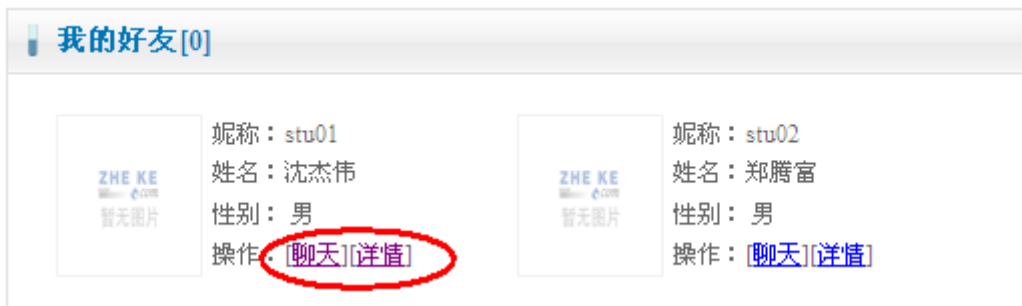 我的好友[0]
妮称：stu01
姓名：沈杰伟
性别： 男
操作：[聊天][详情]
妮称：stu02
姓名：郑腾富
性别： 男
操作：[聊天][详情]
ZHE KE
暂无图片
ZHE KE
暂无图片